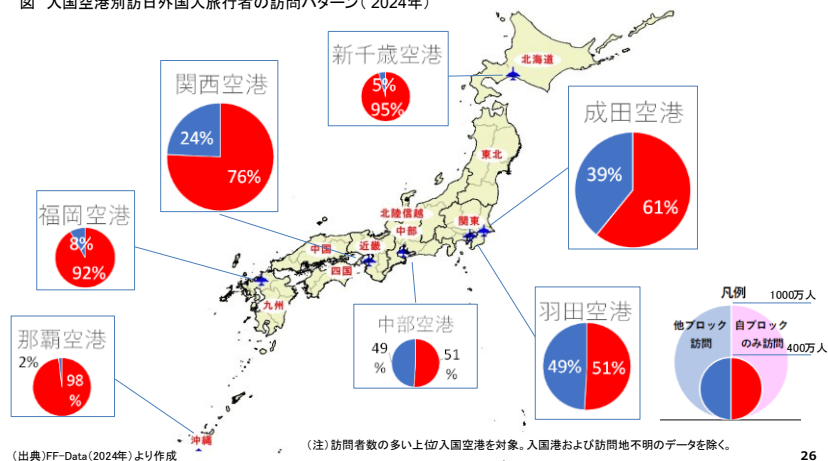 図 入国空港別訪日外国人旅行者の訪問パターン(2024年)
新千歳空港
5%
95%
北海道
関西空港
24%
76%
成田空港
39%
61%
東北
北陸信越
中部
関東
福岡空港
8%
92%
中国
近畿
四国
九州
那覇空港
2%
98
%
沖縄
中部空港
49
%
51
%
羽田空港
49%
51%
凡例
1000万人
他ブロック
訪問
自ブロック
のみ訪問
400万人
(注)訪問者数の多い上位7入国空港を対象。入国港および訪問地不明のデータを除く。
(出典)FF-Data(2024年)より作成
26